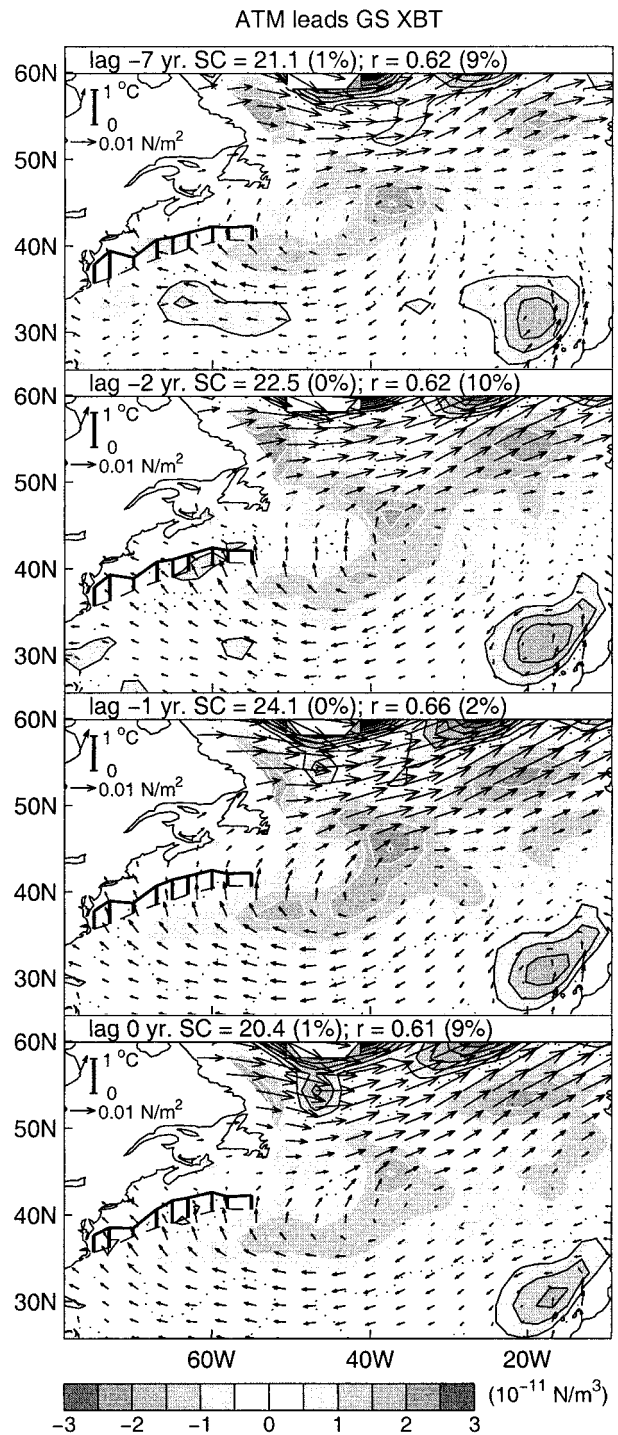 ATM leads GS XBT
lag −7 yr. SC = 21.1 (1%); r = 0.62 (9%)
60N
1 °C
0
0.01 N/m²
50N
40N
30N
lag −2 yr. SC = 22.5 (0%); r = 0.62 (10%)
60N
1 °C
0
0.01 N/m²
50N
40N
30N
lag −1 yr. SC = 24.1 (0%); r = 0.66 (2%)
60N
1 °C
0
0.01 N/m²
50N
40N
30N
lag 0 yr. SC = 20.4 (1%); r = 0.61 (9%)
60N
1 °C
0
0.01 N/m²
50N
40N
30N
60W 40W 20W
−3 −2 −1 0 1 2 3 (10⁻¹¹ N/m³)